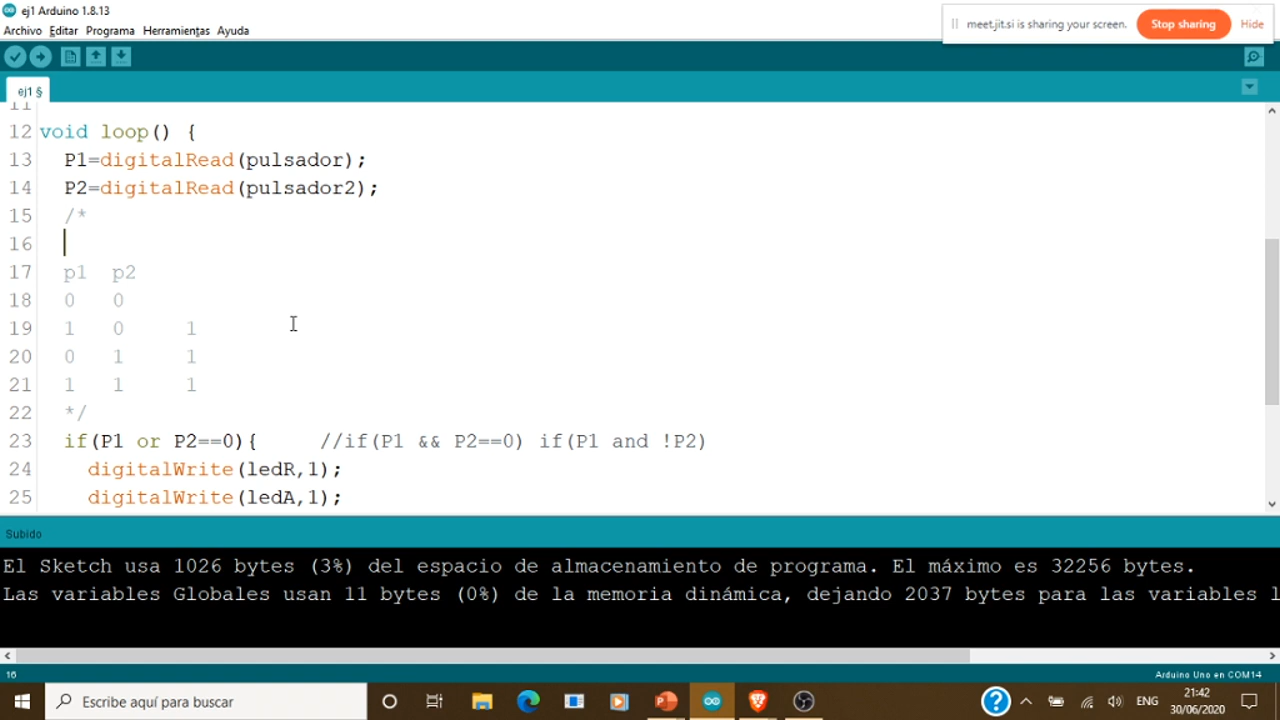 ej1 Arduino 1.8.13
Archivo Editar Programa Herramientas Ayuda
meet.jit.si is sharing your screen. Stop sharing Hide
ej1 §
11
12 void loop() {
13 P1=digitalRead(pulsador);
14 P2=digitalRead(pulsador2);
15 /*
16
17 p1 p2
18 0 0
19 1 0 1
20 0 1 1
21 1 1 1
22 */
23 if(P1 or P2==0){ //if(P1 && P2==0) if(P1 and !P2)
24 digitalWrite(ledR,1);
25 digitalWrite(ledA,1);
Subido
El Sketch usa 1026 bytes (3%) del espacio de almacenamiento de programa. El máximo es 32256 bytes.
Las variables Globales usan 11 bytes (0%) de la memoria dinámica, dejando 2037 bytes para las variables l
16 Arduino Uno en COM14
Escribe aquí para buscar
ENG
21:42
30/06/2020